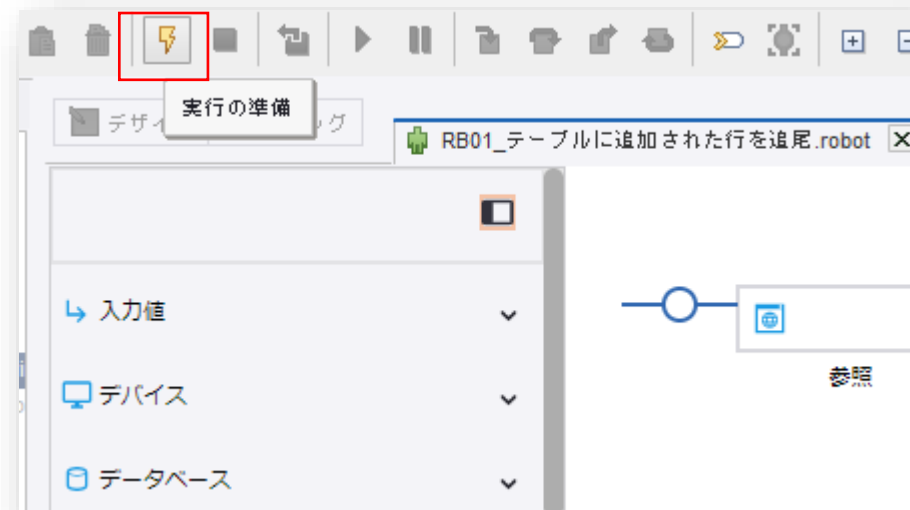 実行の準備
デザイ
グ
RB01_テーブルに追加された行を追尾.robot
入力値
参照
デバイス
データベース